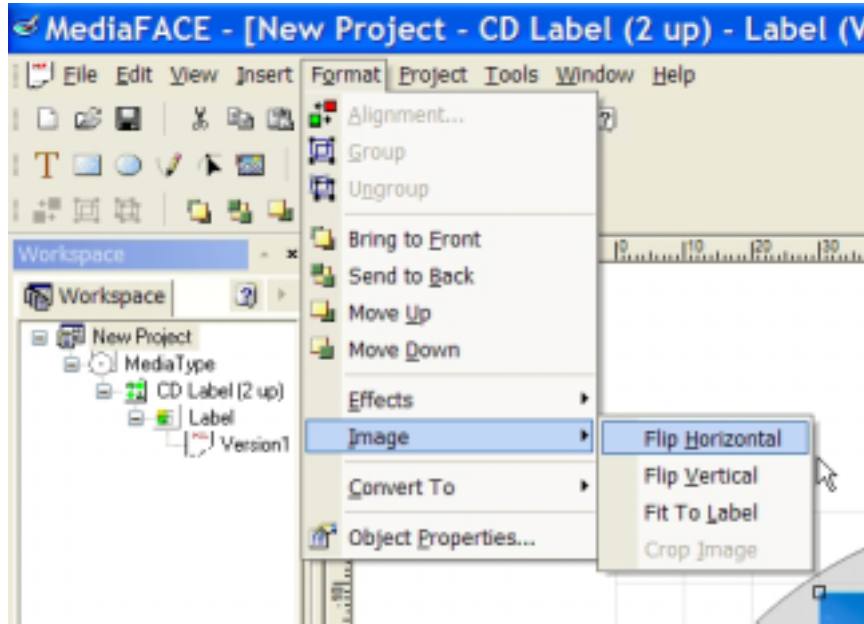 MediaFACE - [New Project - CD Label (2 up) - Label (V
File Edit View Insert Format Project Tools Window Help
Alignment...
Group
Ungroup
Bring to Front
Send to Back
Move Up
Move Down
Effects
Image
Convert To
Object Properties...
Flip Horizontal
Flip Vertical
Fit To Label
Crop Image
Workspace
Workspace
New Project
MediaType
CD Label (2 up)
Label
Version1
0 10 20 30